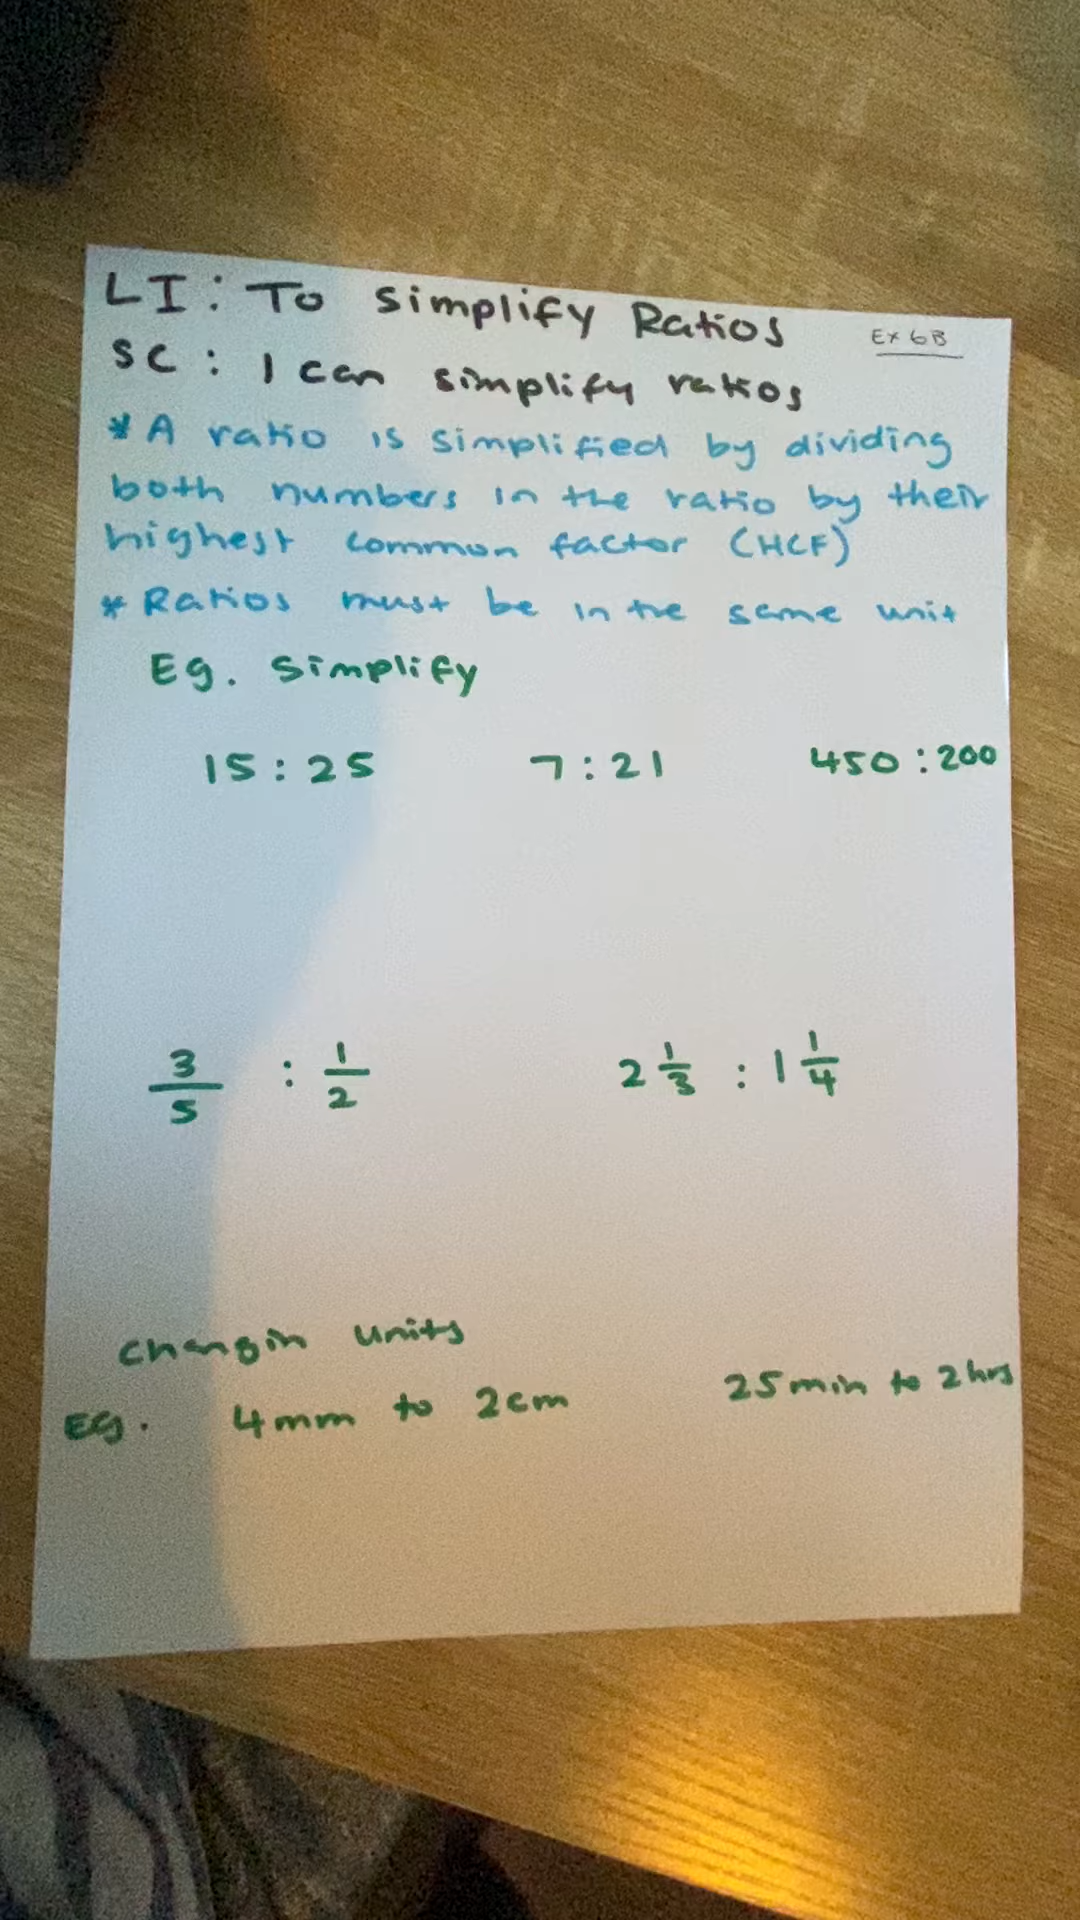 LI: To simplify Ratios
Ex 6B
SC: I can simplify ratios
* A ratio is simplified by dividing
both numbers in the ratio by their
highest common factor (HCF)
* Ratios must be in the same unit
Eg. Simplify
15:25 7:21 450:200
3/5 : 1/2 2 1/3 : 1 1/4
Changin units
EG. 4mm to 2cm 25min to 2hrs